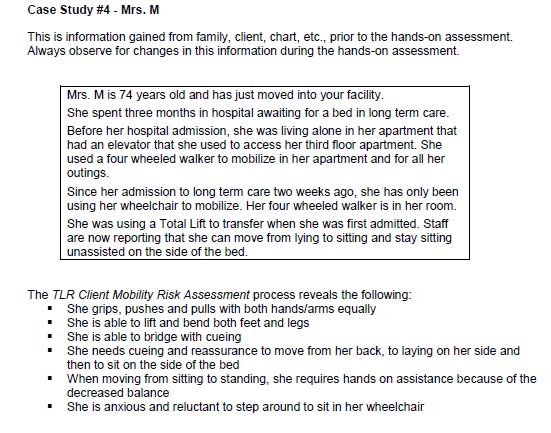 Case Study #4 - Mrs. M
This is information gained from family, client, chart, etc., prior to the hands-on assessment.
Always observe for changes in this information during the hands-on assessment.
Mrs. M is 74 years old and has just moved into your facility.
She spent three months in hospital awaiting for a bed in long term care.
Before her hospital admission, she was living alone in her apartment that
had an elevator that she used to access her third floor apartment. She
used a four wheeled walker to mobilize in her apartment and for all her
outings.
Since her admission to long term care two weeks ago, she has only been
using her wheelchair to mobilize. Her four wheeled walker is in her room.
She was using a Total Lift to transfer when she was first admitted. Staff
are now reporting that she can move from lying to sitting and stay sitting
unassisted on the side of the bed.
The TLR Client Mobility Risk Assessment process reveals the following:
▪ She grips, pushes and pulls with both hands/arms equally
▪ She is able to lift and bend both feet and legs
▪ She is able to bridge with cueing
▪ She needs cueing and reassurance to move from her back, to laying on her side and
then to sit on the side of the bed
▪ When moving from sitting to standing, she requires hands on assistance because of the
decreased balance
▪ She is anxious and reluctant to step around to sit in her wheelchair